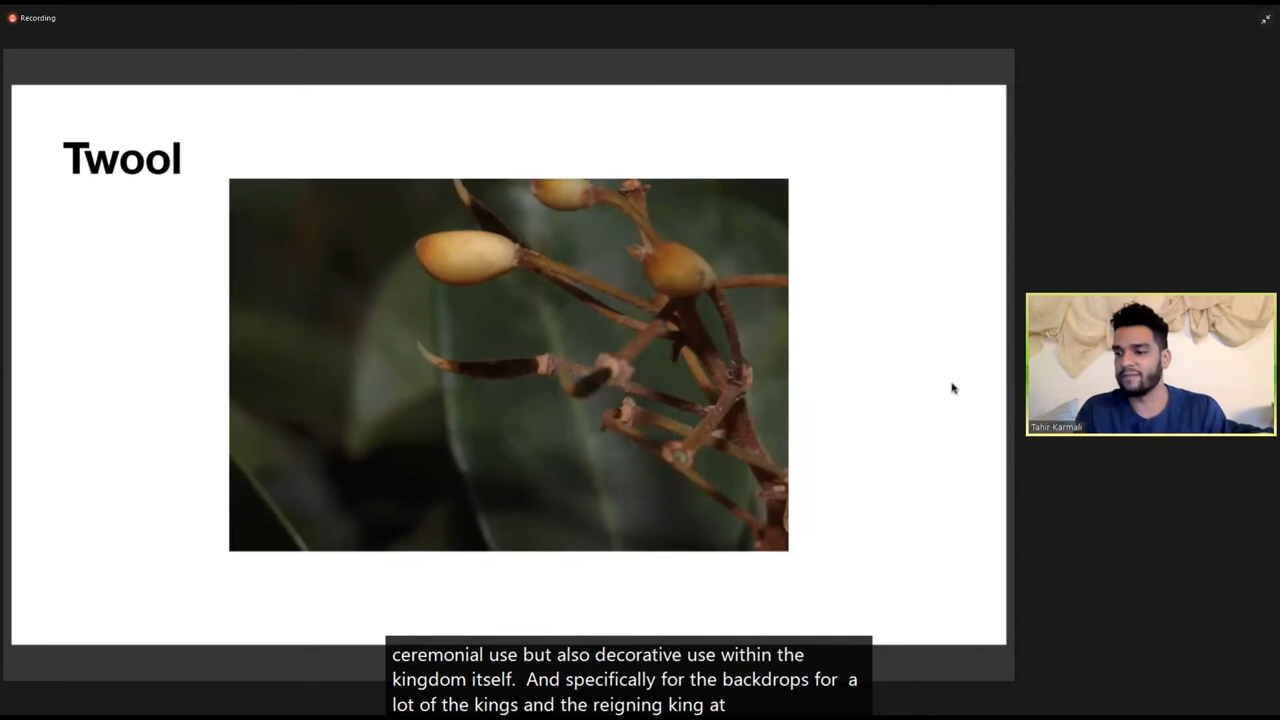 Recording
Twool
Tahir Karmali
ceremonial use but also decorative use within the
kingdom itself.  And specifically for the backdrops for  a
lot of the kings and the reigning king at